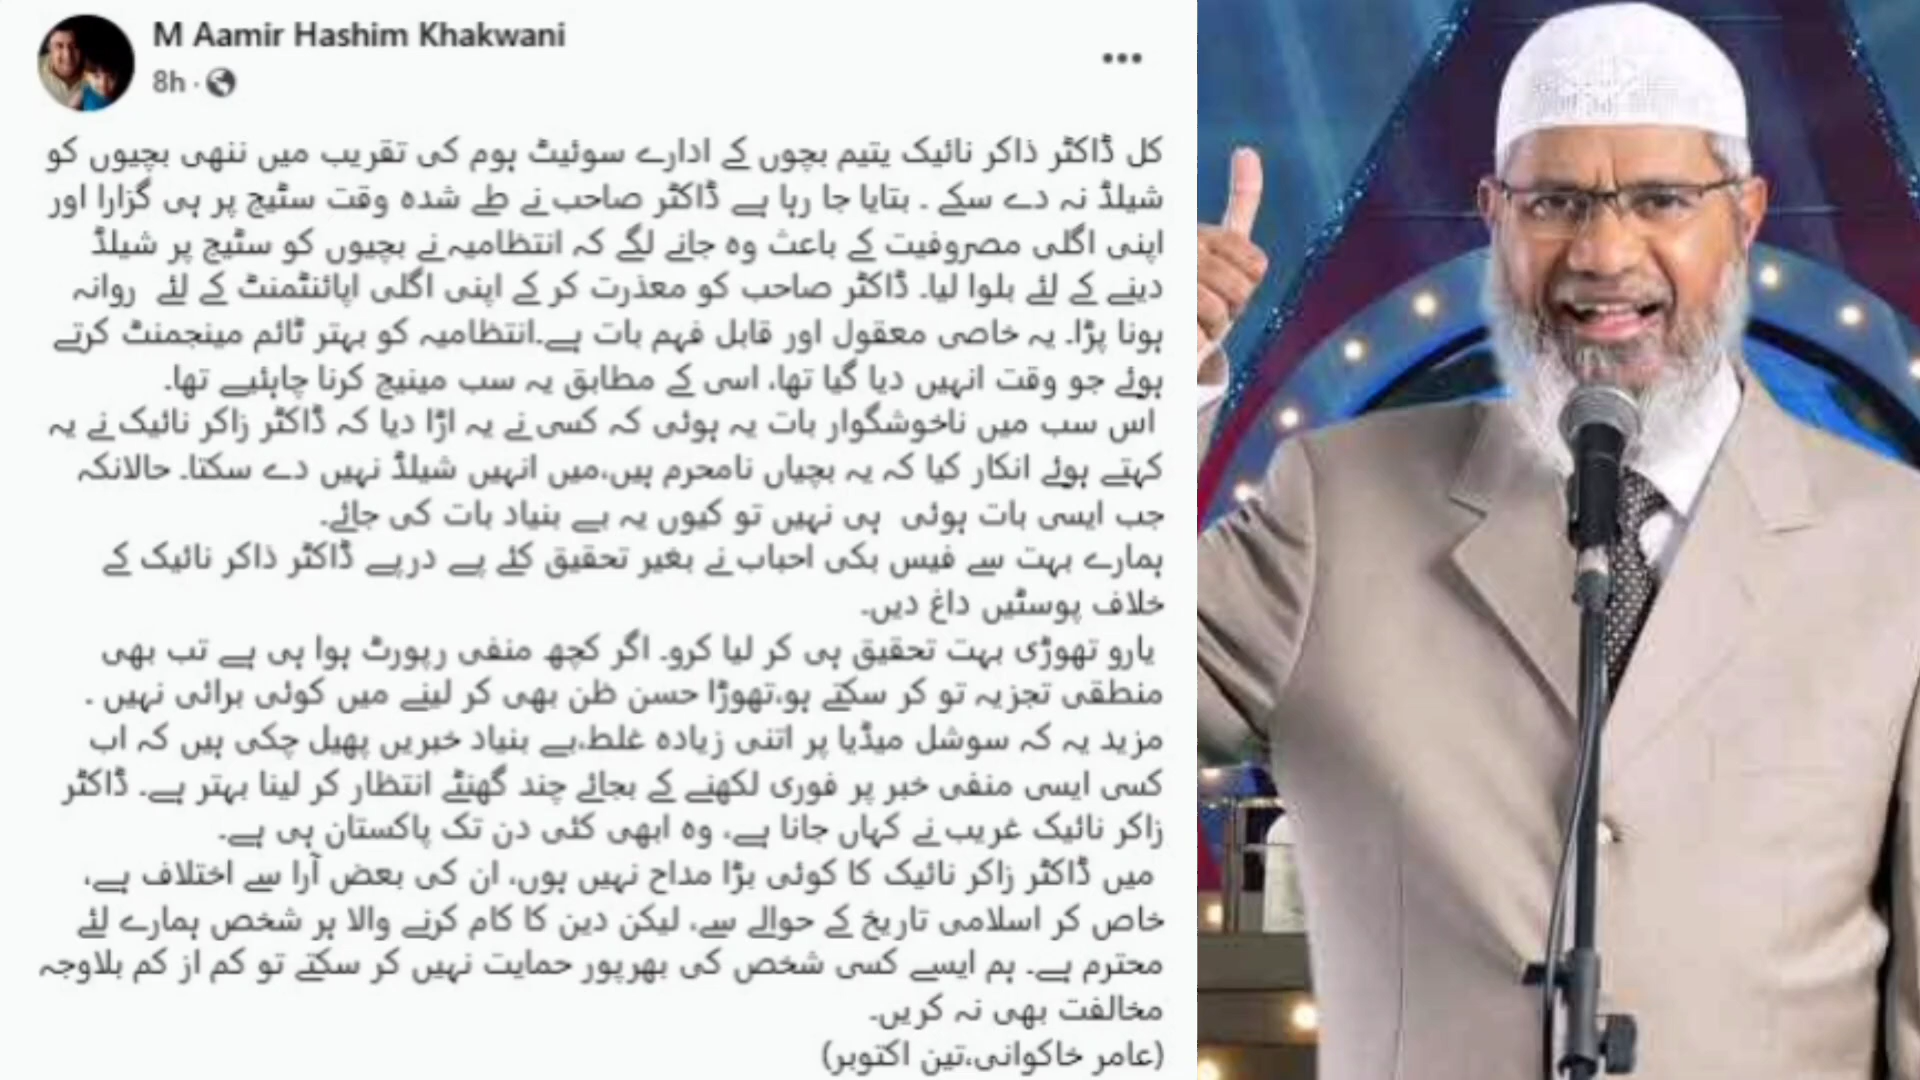 M Aamir Hashim Khakwani
8h
کل ڈاکٹر ذاکر نائیک یتیم بچوں کے ادارے سوئیٹ ہوم کی تقریب میں ننھی بچیوں کو
شیلڈ نہ دے سکے ۔ بتایا جا رہا ہے ڈاکٹر صاحب نے طے شدہ وقت سٹیج پر ہی گزارا اور
اپنی اگلی مصروفیت کے باعث وہ جانے لگے کہ انتظامیہ نے بچیوں کو سٹیج پر شیلڈ
دینے کے لئے بلوا لیا۔ ڈاکٹر صاحب کو معذرت کر کے اپنی اگلی اپائنٹمنٹ کے لئے روانہ
ہونا پڑا۔ یہ خاصی معقول اور قابل فہم بات ہے۔انتظامیہ کو بہتر ٹائم مینجمنٹ کرتے
ہوئے جو وقت انہیں دیا گیا تھا، اسی کے مطابق یہ سب مینیج کرنا چاہئیے تھا۔
اس سب میں ناخوشگوار بات یہ ہوئی کہ کسی نے یہ اڑا دیا کہ ڈاکٹر زاکر نائیک نے یہ
کہتے ہوئے انکار کیا کہ یہ بچیاں نامحرم ہیں،میں انہیں شیلڈ نہیں دے سکتا۔ حالانکہ
جب ایسی بات ہوئی ہی نہیں تو کیوں یہ بے بنیاد بات کی جائے۔
ہمارے بہت سے فیس بکی احباب نے بغیر تحقیق کئے پے درپے ڈاکٹر ذاکر نائیک کے
خلاف پوسٹیں داغ دیں۔
یارو تھوڑی بہت تحقیق ہی کر لیا کرو۔ اگر کچھ منفی رپورٹ ہوا ہی ہے تب بھی
منطقی تجزیہ تو کر سکتے ہو،تھوڑا حسن ظن بھی کر لینے میں کوئی برائی نہیں ۔
مزید یہ کہ سوشل میڈیا پر اتنی زیادہ غلط،بے بنیاد خبریں پھیل چکی ہیں کہ اب
کسی ایسی منفی خبر پر فوری لکھنے کے بجائے چند گھنٹے انتظار کر لینا بہتر ہے۔ ڈاکٹر
زاکر نائیک غریب نے کہاں جانا ہے، وہ ابھی کئی دن تک پاکستان ہی ہے۔
میں ڈاکٹر زاکر نائیک کا کوئی بڑا مداح نہیں ہوں، ان کی بعض آرا سے اختلاف ہے،
خاص کر اسلامی تاریخ کے حوالے سے، لیکن دین کا کام کرنے والا ہر شخص ہمارے لئے
محترم ہے۔ ہم ایسے کسی شخص کی بھرپور حمایت نہیں کر سکتے تو کم از کم بلاوجہ
مخالفت بھی نہ کریں۔
(عامر خاکوانی،تین اکتوبر)